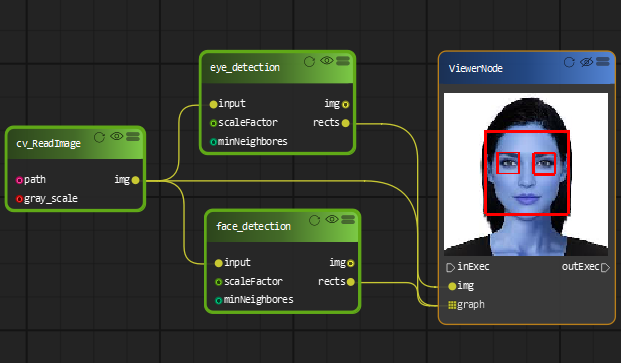 eye_detection
input img
scaleFactor rects
minNeighbores
ViewerNode
cv_ReadImage
path img
gray_scale
face_detection
input img
scaleFactor rects
minNeighbores
inExec outExec
img
graph